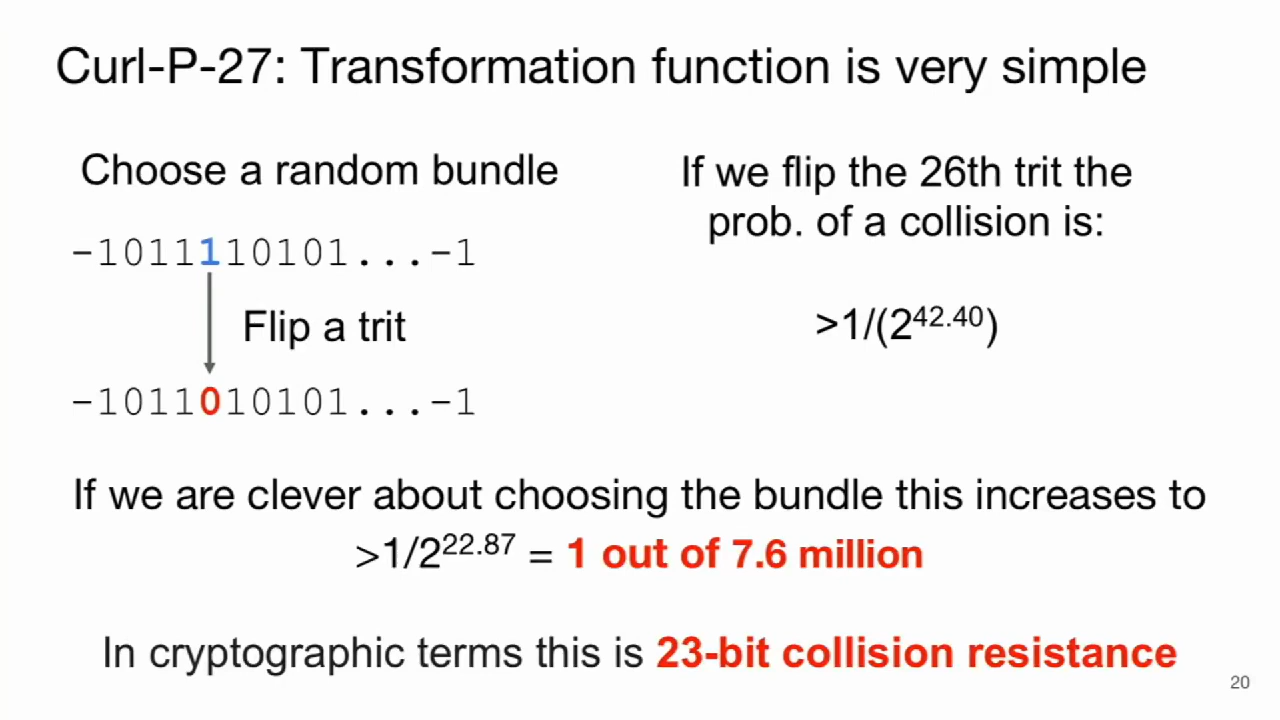 Curl-P-27: Transformation function is very simple
Choose a random bundle
-1011110101...-1
Flip a trit
-1011010101...-1
If we flip the 26th trit the
prob. of a collision is:
>1/(2^42.40)
If we are clever about choosing the bundle this increases to
>1/2^22.87 = 1 out of 7.6 million
In cryptographic terms this is 23-bit collision resistance
20